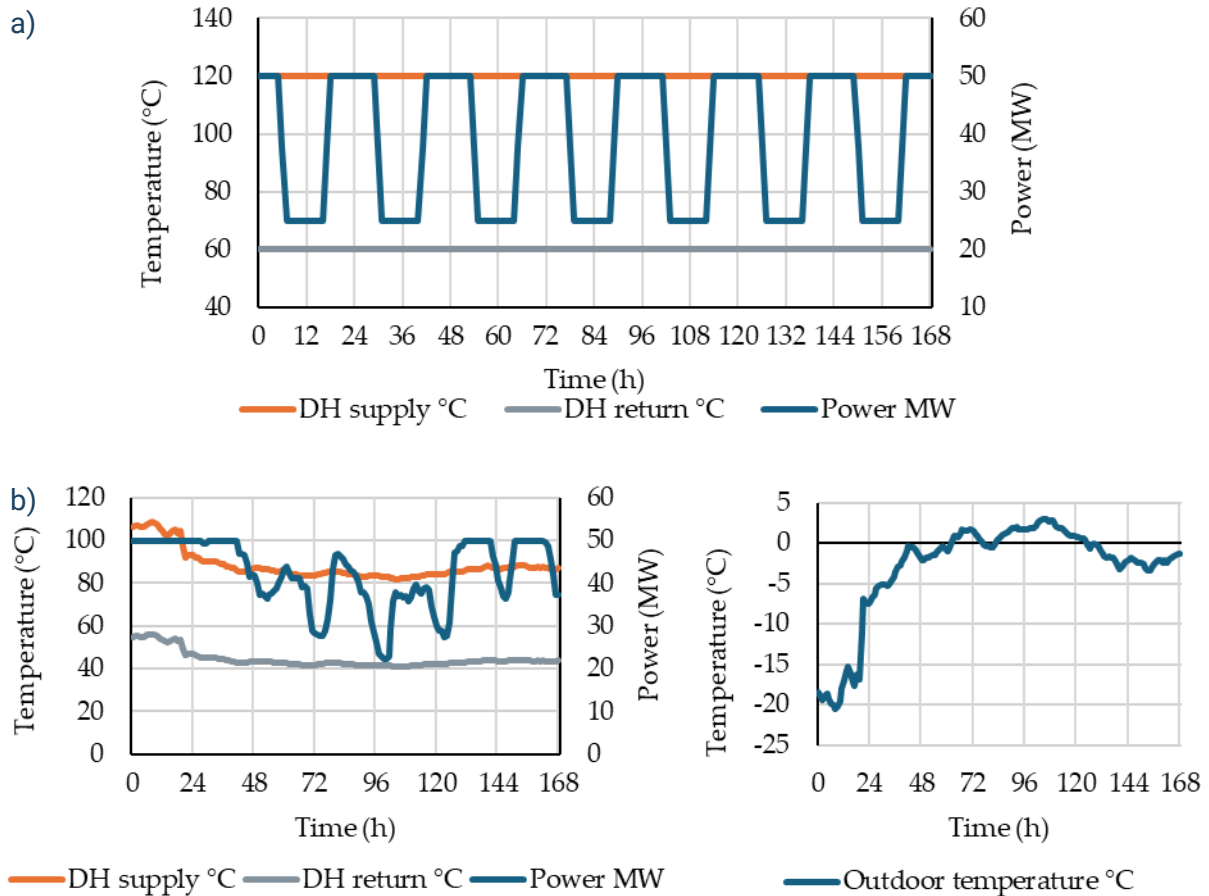 a)
140
120
100
80
60
40
Temperature (°C)
60
50
40
30
20
10
Power (MW)
0 12 24 36 48 60 72 84 96 108 120 132 144 156 168
Time (h)
DH supply °C DH return °C Power MW
b)
120
100
80
60
40
20
0
Temperature (°C)
60
50
40
30
20
10
0
Power (MW)
0 24 48 72 96 120 144 168
Time (h)
DH supply °C DH return °C Power MW
5
0
-5
-10
-15
-20
-25
Temperature (°C)
0 24 48 72 96 120 144 168
Time (h)
Outdoor temperature °C